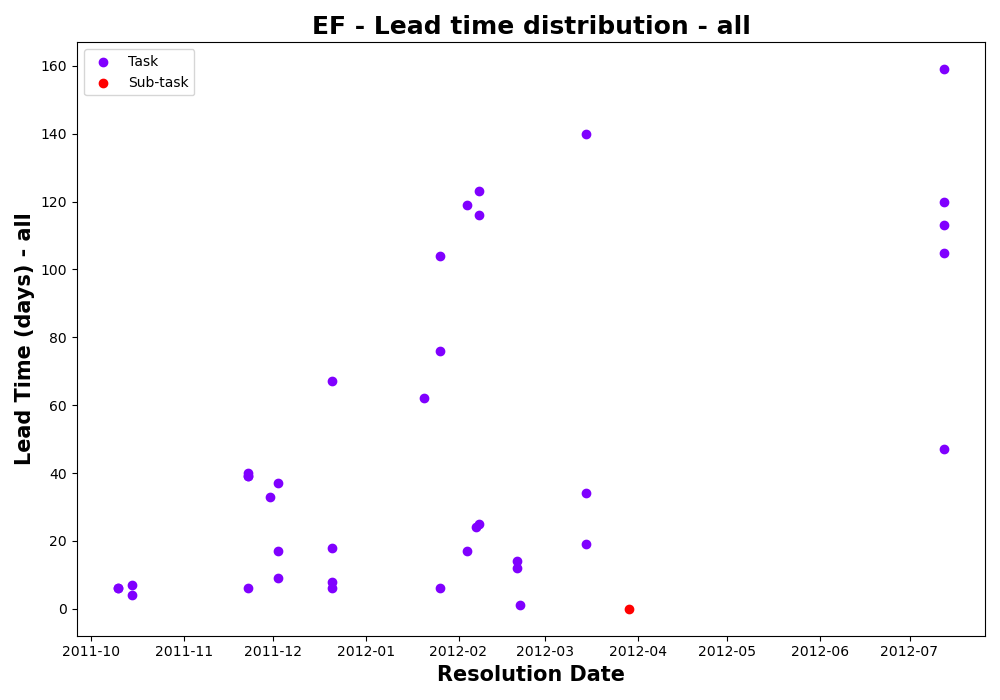 EF - Lead time distribution - all
Task
Sub-task
160
140
120
100
80
60
40
20
0
Lead Time (days) - all
2011-10 2011-11 2011-12 2012-01 2012-02 2012-03 2012-04 2012-05 2012-06 2012-07
Resolution Date